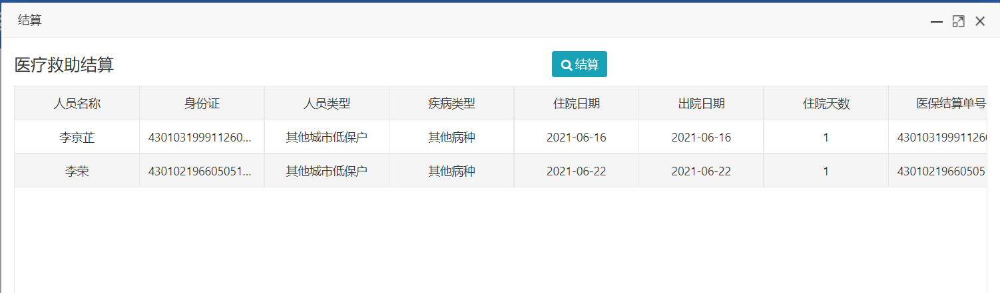 结算
医疗救助结算 结算
人员名称 身份证 人员类型 疾病类型 住院日期 出院日期 住院天数 医保结算单号
李京芷 430103199911260... 其他城市低保户 其他病种 2021-06-16 2021-06-16 1 43010319991126
李荣 430102196605051... 其他城市低保户 其他病种 2021-06-22 2021-06-22 1 43010219660505